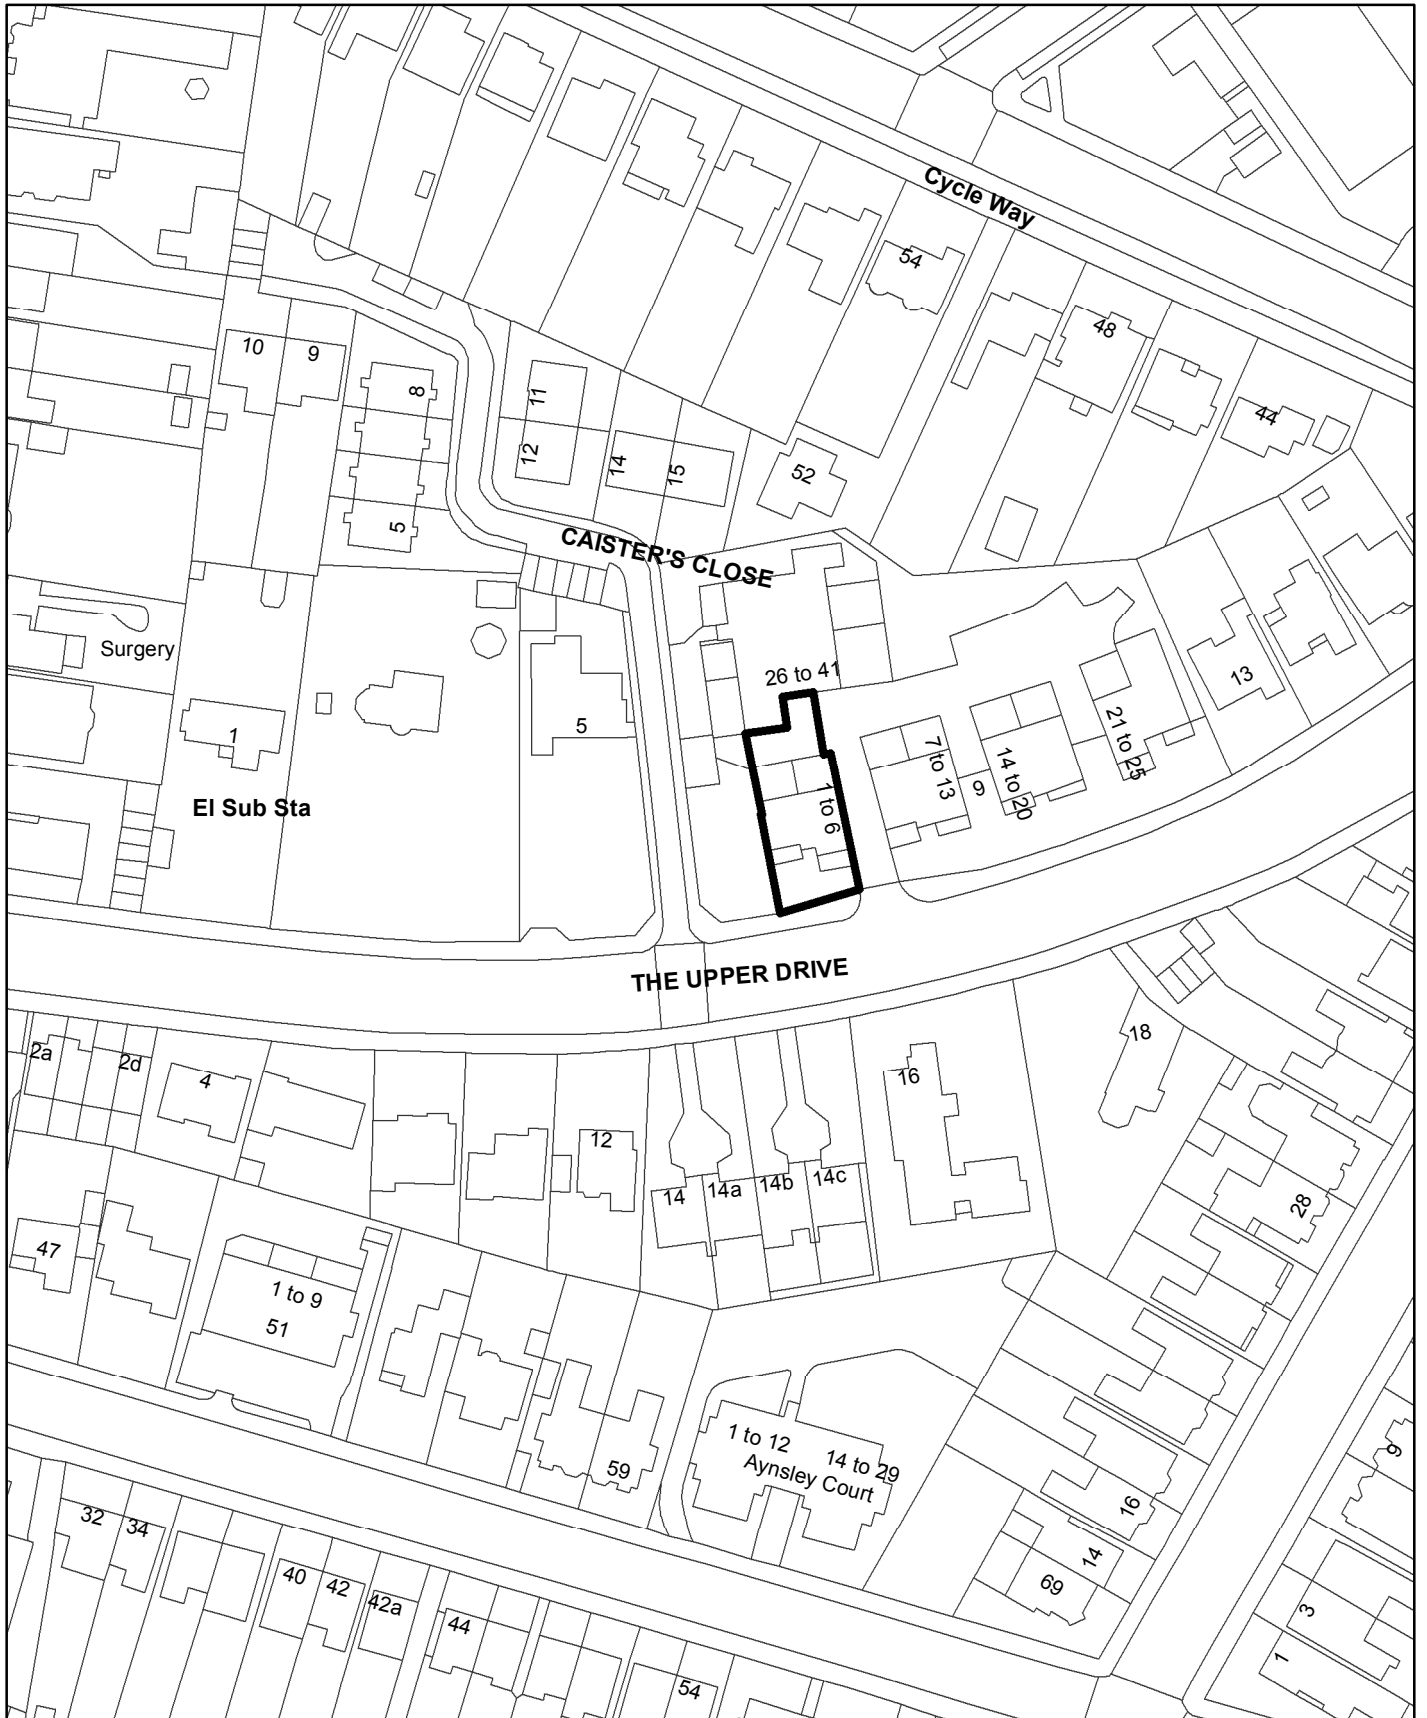 Cycle Way
54
48
44
10
9
8
11
12
14
15
52
5
CAISTER'S CLOSE
Surgery
26 to 41
13
1
5
21 to 25
7 to 13
14 to 20
9
1 to 6
El Sub Sta
THE UPPER DRIVE
2a
2d
4
12
16
18
14
14a
14b
14c
28
47
1 to 9
51
59
1 to 12
14 to 29
Aynsley Court
9
16
14
69
32
34
40
42
42a
44
54
3
1